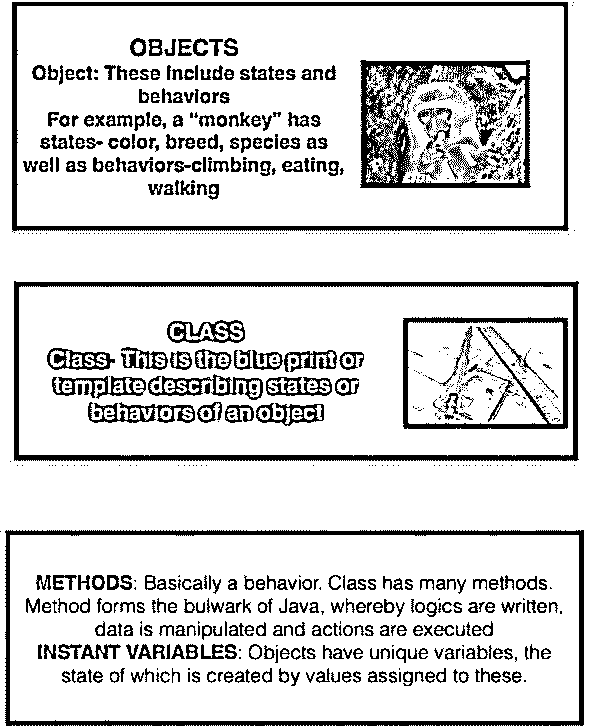 OBJECTS
Object: These include states and
behaviors
For example, a "monkey" has
states- color, breed, species as
well as behaviors-climbing, eating,
walking
CLASS
Class- This is the blue print or
template describing states or
behaviors of an object
METHODS: Basically a behavior. Class has many methods.
Method forms the bulwark of Java, whereby logics are written,
data is manipulated and actions are executed
INSTANT VARIABLES: Objects have unique variables, the
state of which is created by values assigned to these.